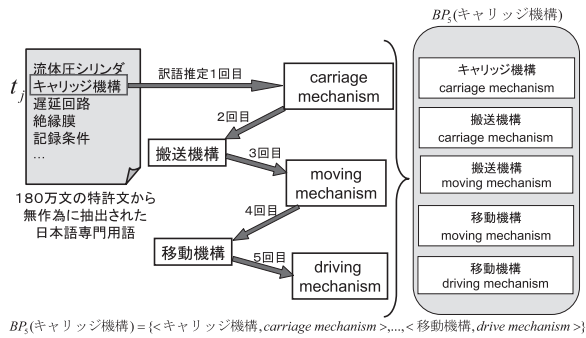 BP₅(キャリッジ機構)
流体圧シリンダ
t_j
キャリッジ機構
遅延回路
絶縁膜
記録条件
…
180万文の特許文から
無作為に抽出された
日本語専門用語
訳語推定1回目
carriage
mechanism
2回目
搬送機構
3回目
moving
mechanism
4回目
移動機構
5回目
driving
mechanism
キャリッジ機構
carriage mechanism
搬送機構
carriage mechanism
搬送機構
moving mechanism
移動機構
moving mechanism
移動機構
driving mechanism
BP₅(キャリッジ機構) = {<キャリッジ機構, carriage mechanism >,...,< 移動機構, drive mechanism >}